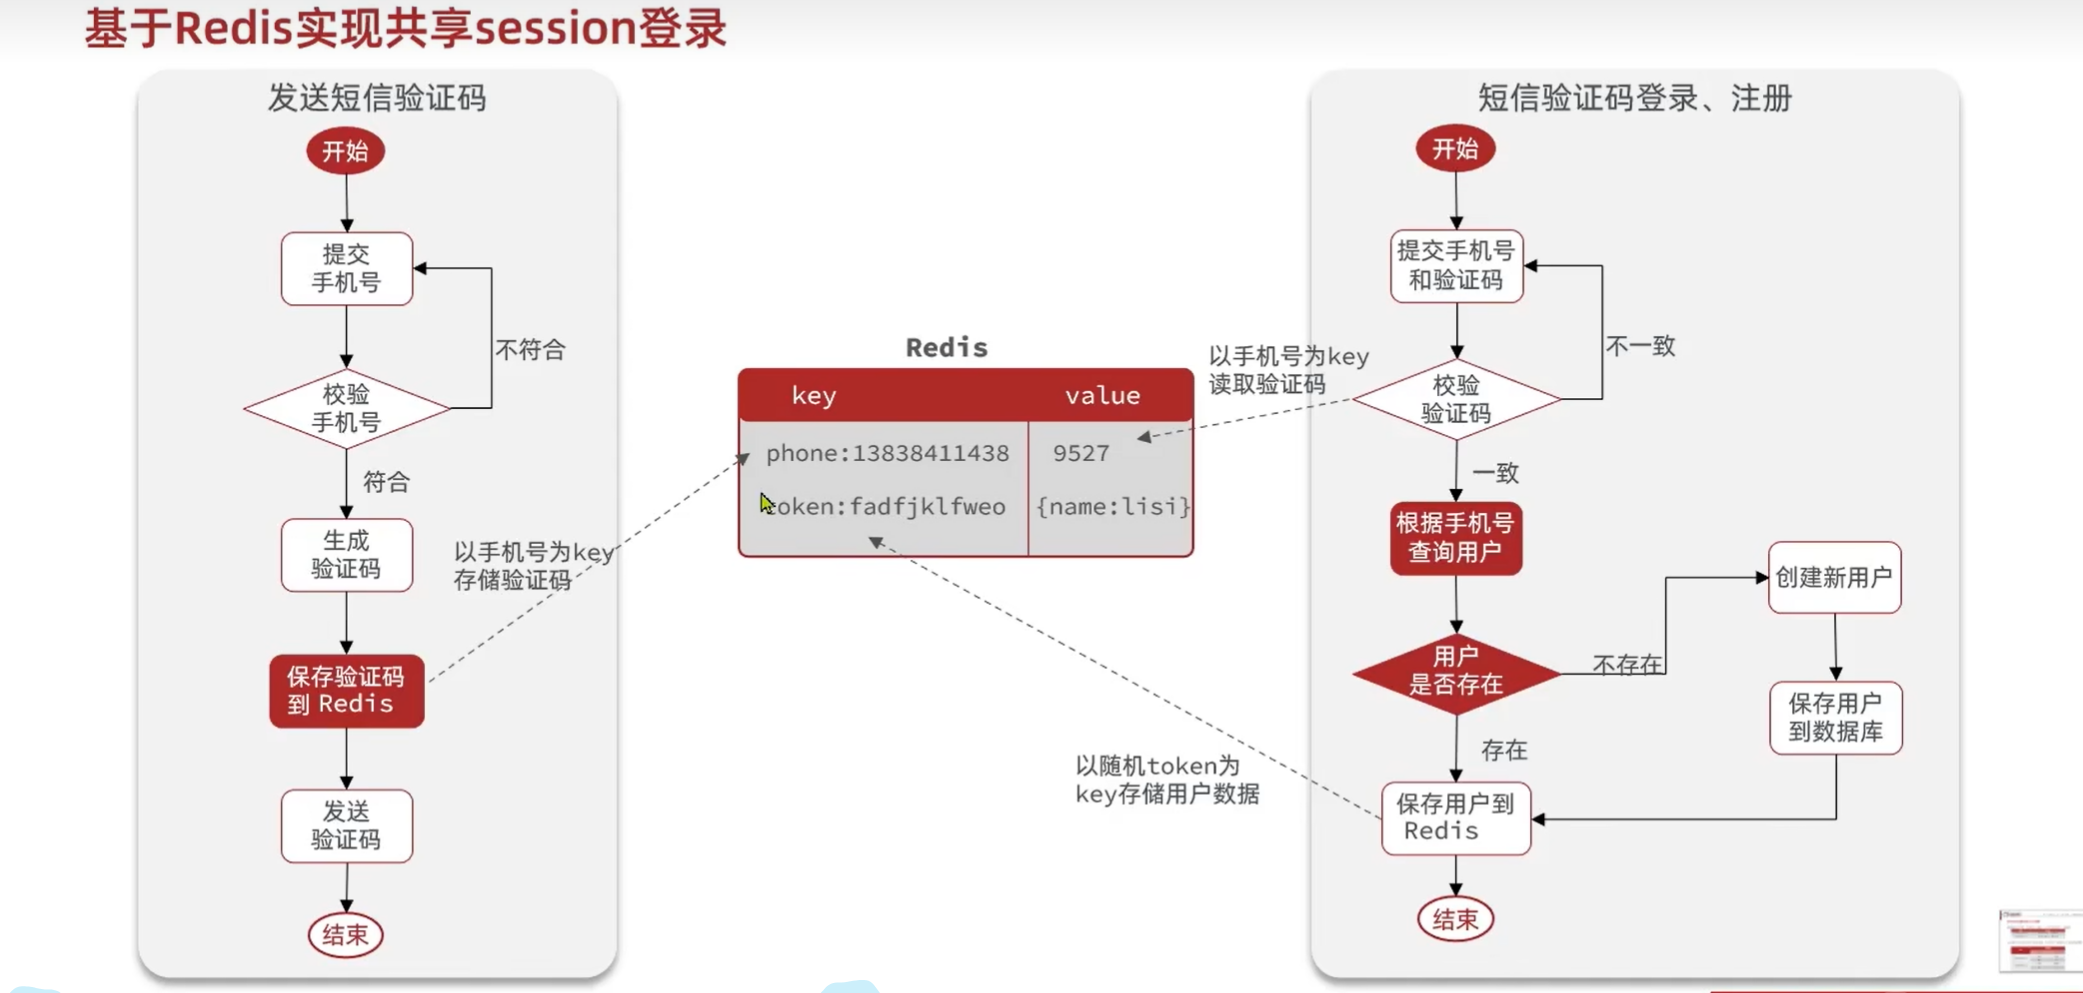 基于Redis实现共享session登录
发送短信验证码
开始
提交
手机号
不符合
校验
手机号
符合
生成
验证码
以手机号为key
存储验证码
保存验证码
到 Redis
发送
验证码
结束
Redis
key
value
phone:13838411438
9527
token:fadfjklfweo
{name:lisi}
以手机号为key
读取验证码
以随机token为
key存储用户数据
短信验证码登录、注册
开始
提交手机号
和验证码
不一致
校验
验证码
一致
根据手机号
查询用户
用户
是否存在
不存在
创建新用户
保存用户
到数据库
存在
保存用户到
Redis
结束